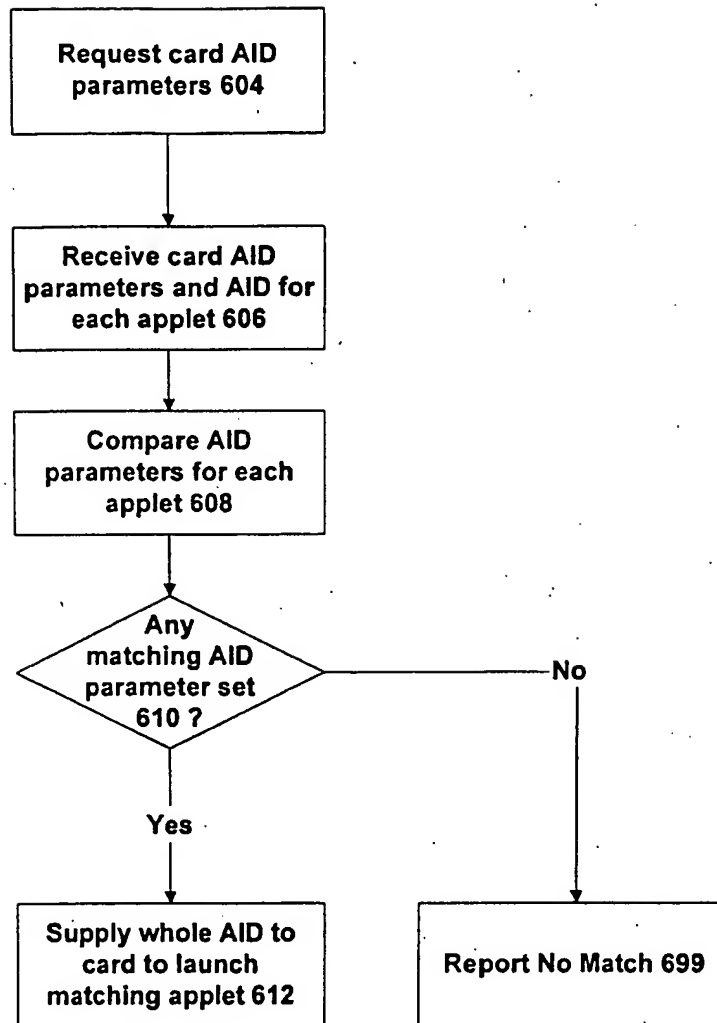 Request card AID
parameters 604
Receive card AID
parameters and AID for
each applet 606
Compare AID
parameters for each
applet 608
Any
matching AID
parameter set
610 ?
No
Yes
Supply whole AID to
card to launch
matching applet 612
Report No Match 699